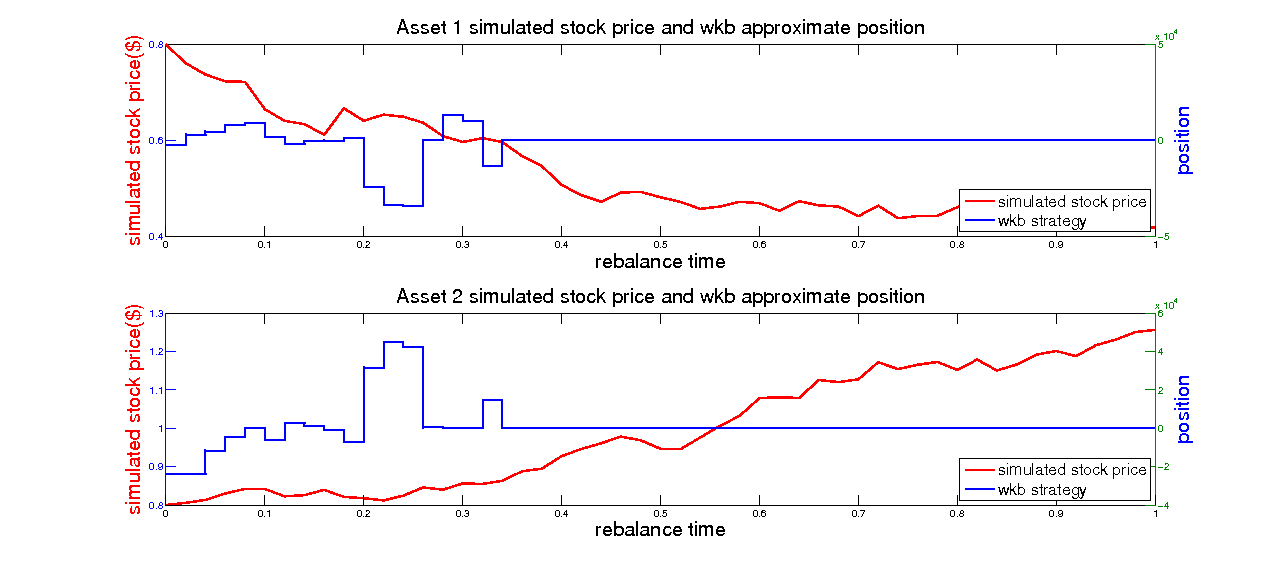 Asset 1 simulated stock price and wkb approximate position
x 10^4
simulated stock price($)
0.8
0.6
0.4
5
0
-5
position
simulated stock price
wkb strategy
0 0.1 0.2 0.3 0.4 0.5 0.6 0.7 0.8 0.9 1
rebalance time
Asset 2 simulated stock price and wkb approximate position
x 10^4
simulated stock price($)
1.3
1.2
1.1
1
0.9
0.8
6
4
2
0
-2
-4
position
simulated stock price
wkb strategy
0 0.1 0.2 0.3 0.4 0.5 0.6 0.7 0.8 0.9 1
rebalance time